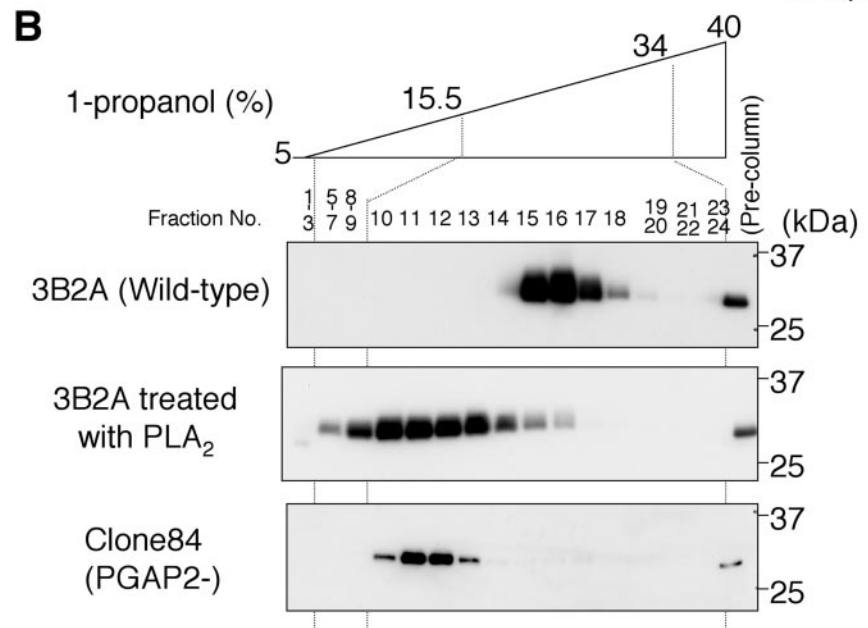 B
40
34
1-propanol (%)
15.5
5
(Pre-column)
Fraction No. 1-3 5-7 8-9 10 11 12 13 14 15 16 17 18 19 20 21 22 23 24 (kDa)
37
3B2A (Wild-type)
25
37
3B2A treated
with PLA2
25
37
Clone84
(PGAP2-)
25